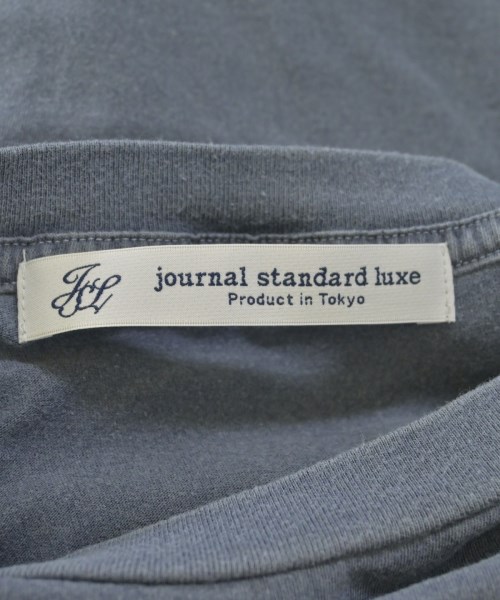 JSL
journal standard luxe
Product in Tokyo